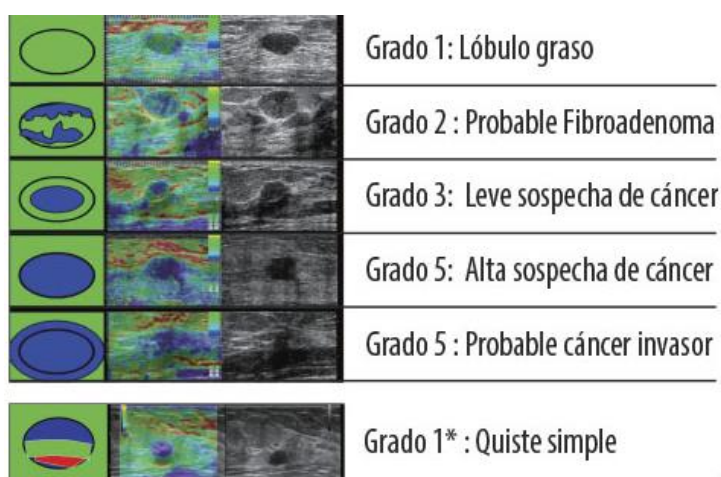 Grado 1: Lóbulo graso
Grado 2 : Probable Fibroadenoma
Grado 3: Leve sospecha de cáncer
Grado 5: Alta sospecha de cáncer
Grado 5 : Probable cáncer invasor
Grado 1* : Quiste simple